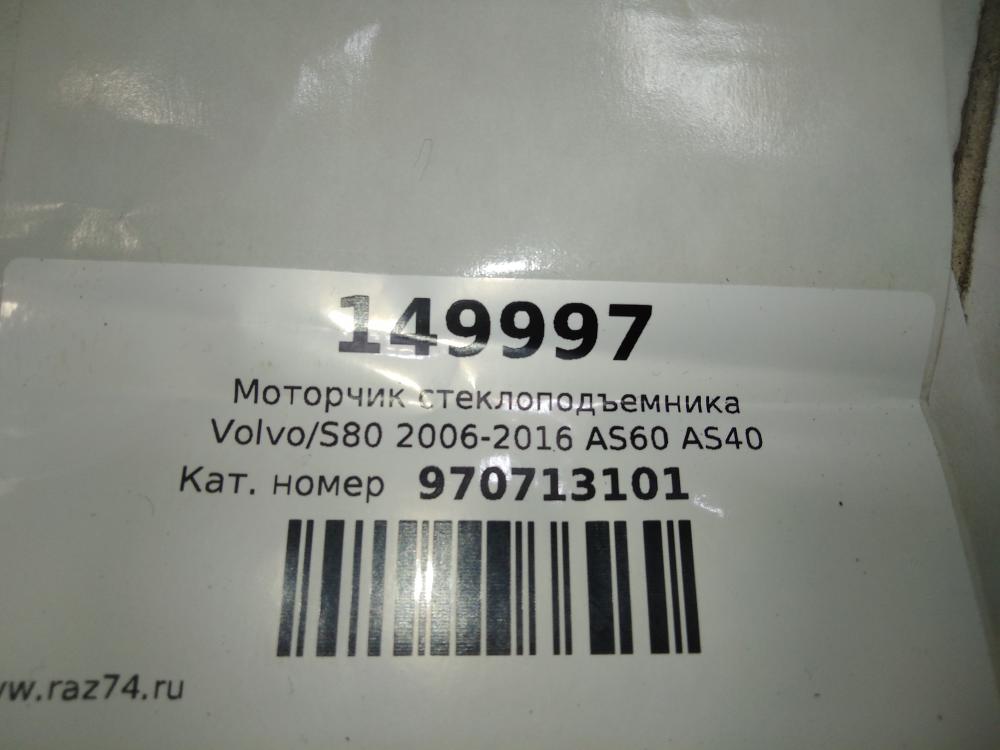 149997
Моторчик стеклоподъемника
Volvo/S80 2006-2016 AS60 AS40
Кат. номер 970713101
www.raz74.ru